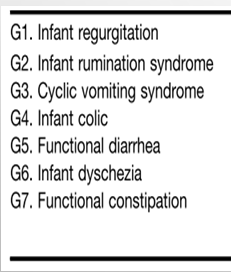 G1. Infant regurgitation
G2. Infant rumination syndrome
G3. Cyclic vomiting syndrome
G4. Infant colic
G5. Functional diarrhea
G6. Infant dyschezia
G7. Functional constipation